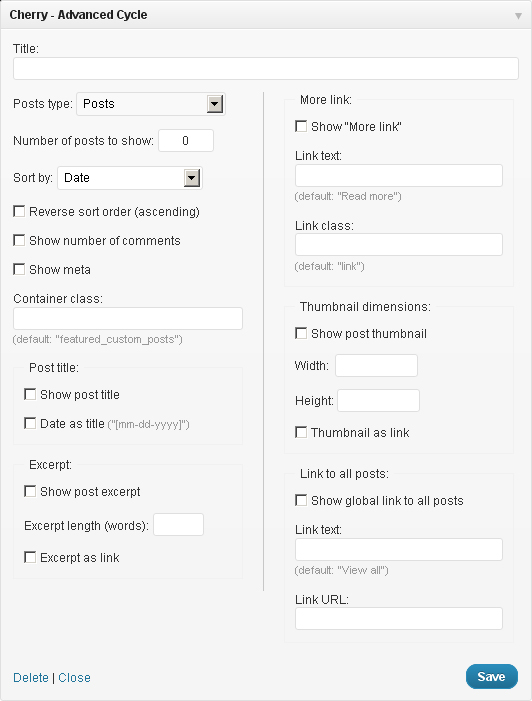 Cherry - Advanced Cycle
Title:
Posts type: Posts
Number of posts to show: 0
Sort by: Date
Reverse sort order (ascending)
Show number of comments
Show meta
Container class:
(default: "featured_custom_posts")
Post title:
Show post title
Date as title ("[mm-dd-yyyy]")
Excerpt:
Show post excerpt
Excerpt length (words):
Excerpt as link
More link:
Show "More link"
Link text:
(default: "Read more")
Link class:
(default: "link")
Thumbnail dimensions:
Show post thumbnail
Width:
Height:
Thumbnail as link
Link to all posts:
Show global link to all posts
Link text:
(default: "View all")
Link URL:
Delete | Close
Save